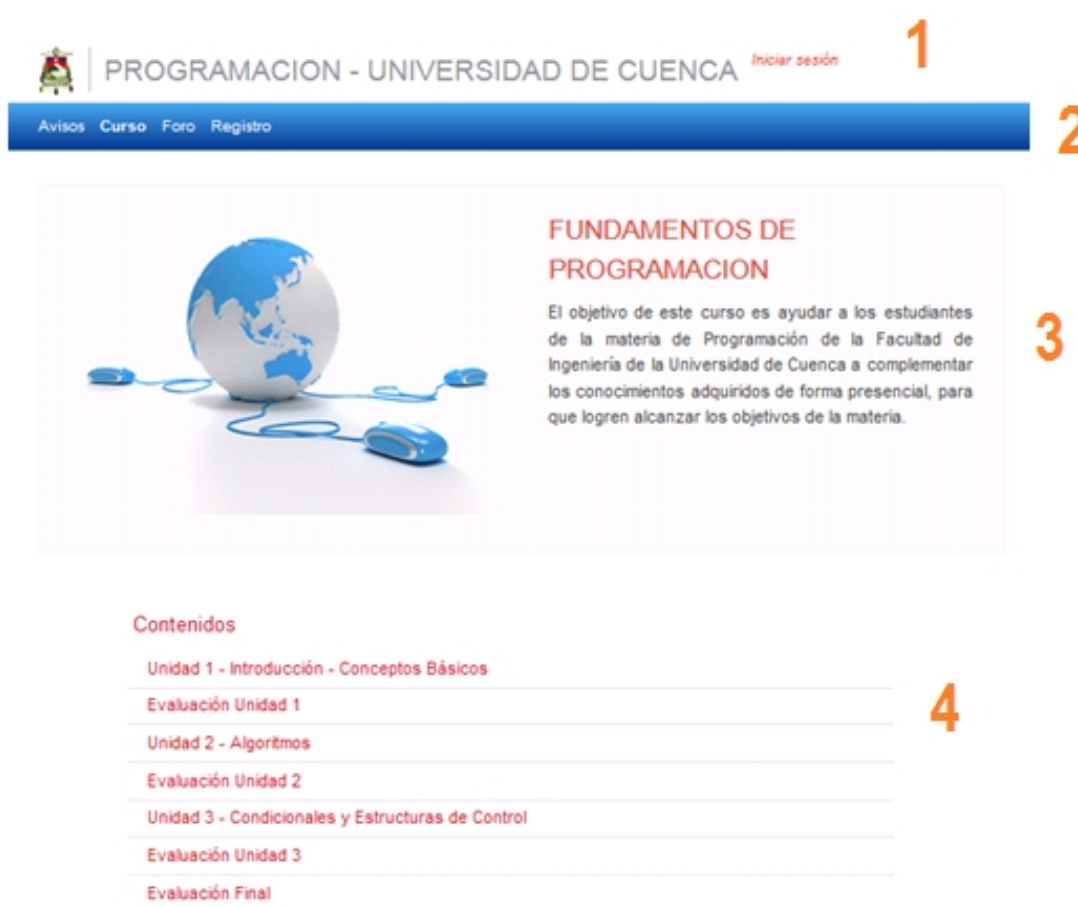 PROGRAMACION - UNIVERSIDAD DE CUENCA Iniciar sesión 1
Avisos Curso Foro Registro 2
FUNDAMENTOS DE
PROGRAMACION
El objetivo de este curso es ayudar a los estudiantes
de la materia de Programación de la Facultad de
Ingeniería de la Universidad de Cuenca a complementar
los conocimientos adquiridos de forma presencial, para
que logren alcanzar los objetivos de la materia.
3
Contenidos
Unidad 1 - Introducción - Conceptos Básicos
Evaluación Unidad 1
4
Unidad 2 - Algoritmos
Evaluación Unidad 2
Unidad 3 - Condicionales y Estructuras de Control
Evaluación Unidad 3
Evaluación Final